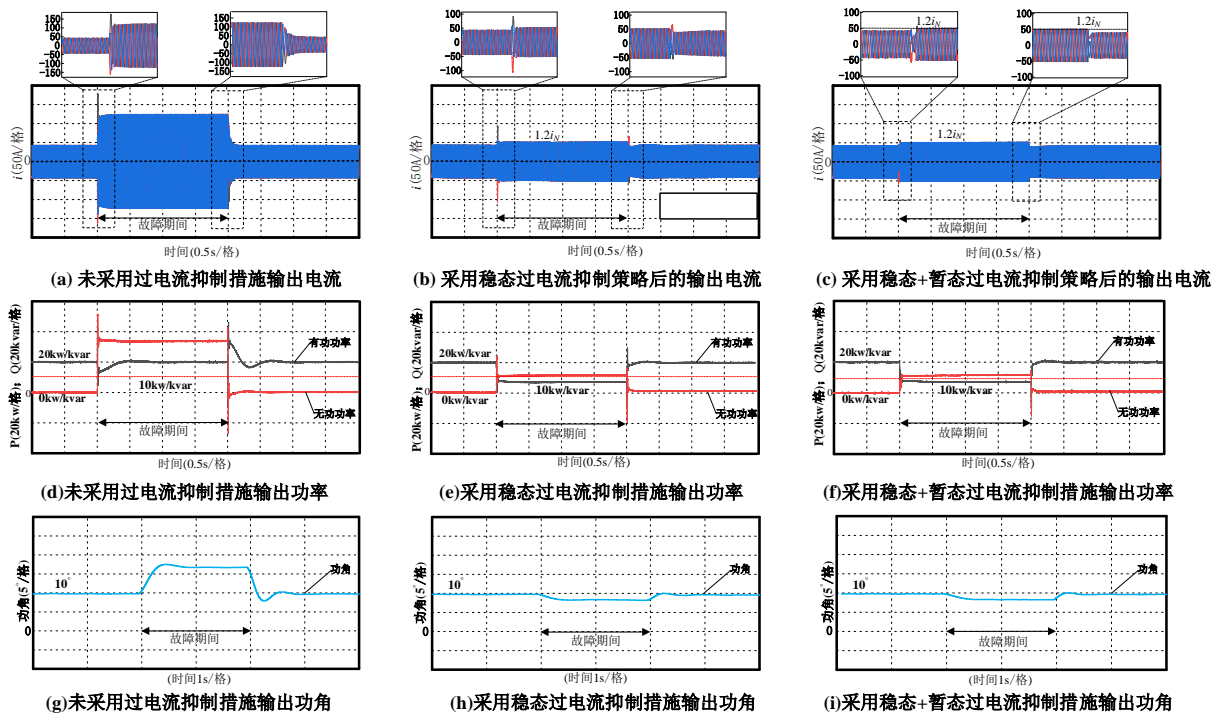 150
100
50
0
-50
-100
-150
150
100
50
0
-50
-100
-150
i(50A/格)
0
故障期间
时间(0.5s/格)
(a) 未采用过电流抑制措施输出电流
100
50
0
-50
-100
100
50
0
-50
-100
1.2iN
i(50A/格)
0
故障期间
时间(0.5s/格)
(b) 采用稳态过电流抑制策略后的输出电流
100
50
0
-50
-100
1.2iN
100
50
0
-50
-100
1.2iN
1.2iN
i(50A/格)
0
故障期间
时间(0.5s/格)
(c) 采用稳态+暂态过电流抑制策略后的输出电流
P(20kw/格); Q(20kvar/格)
20kw/kvar
有功功率
10kw/kvar
0
0kw/kvar
无功功率
故障期间
时间(0.5s/格)
(d)未采用过电流抑制措施输出功率
P(20kw/格); Q(20kvar/格)
20kw/kvar
有功功率
10kw/kvar
0
0kw/kvar
无功功率
故障期间
时间(0.5s/格)
(e)采用稳态过电流抑制措施输出功率
P(20kw/格); Q(20kvar/格)
20kw/kvar
有功功率
10kw/kvar
0
0kw/kvar
无功功率
故障期间
时间(0.5s/格)
(f)采用稳态+暂态过电流抑制措施输出功率
功角(5°/格)
10°
功角
0
故障期间
(时间1s/格)
(g)未采用过电流抑制措施输出功角
功角(5°/格)
10°
功角
0
故障期间
(时间1s/格)
(h)采用稳态过电流抑制措施输出功角
功角(5°/格)
10°
功角
0
故障期间
(时间1s/格)
(i)采用稳态+暂态过电流抑制措施输出功角